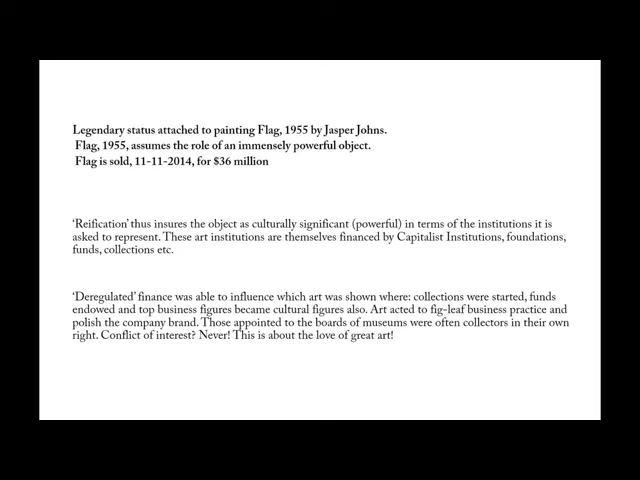 Legendary status attached to painting Flag, 1955 by Jasper Johns.
Flag, 1955, assumes the role of an immensely powerful object.
Flag is sold, 11-11-2014, for $36 million
‘Reification’ thus insures the object as culturally significant (powerful) in terms of the institutions it is
asked to represent. These art institutions are themselves financed by Capitalist Institutions, foundations,
funds, collections etc.
‘Deregulated’ finance was able to influence which art was shown where: collections were started, funds
endowed and top business figures became cultural figures also. Art acted to fig-leaf business practice and
polish the company brand. Those appointed to the boards of museums were often collectors in their own
right. Conflict of interest? Never! This is about the love of great art!